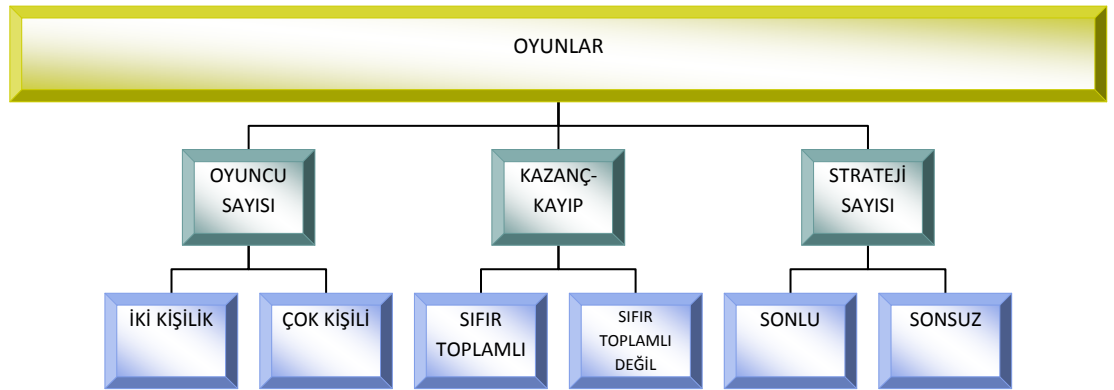 OYUNLAR
OYUNCU
SAYISI
KAZANÇ-
KAYIP
STRATEJİ
SAYISI
İKİ KİŞİLİK
ÇOK KİŞİLİ
SIFIR
TOPLAMLI
SIFIR
TOPLAMLI
DEĞİL
SONLU
SONSUZ